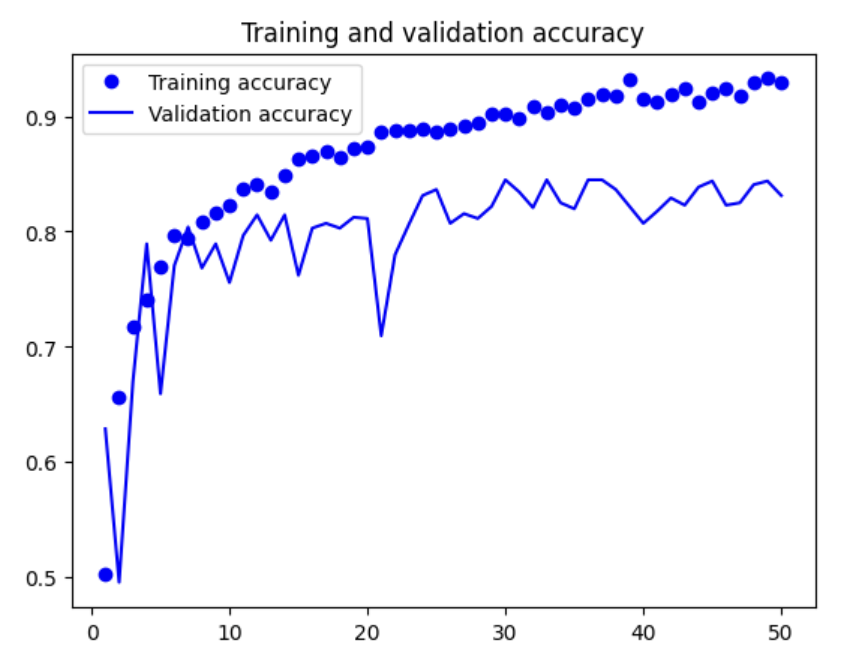 Training and validation accuracy
Training accuracy
Validation accuracy
0.9
0.8
0.7
0.6
0.5
0 10 20 30 40 50